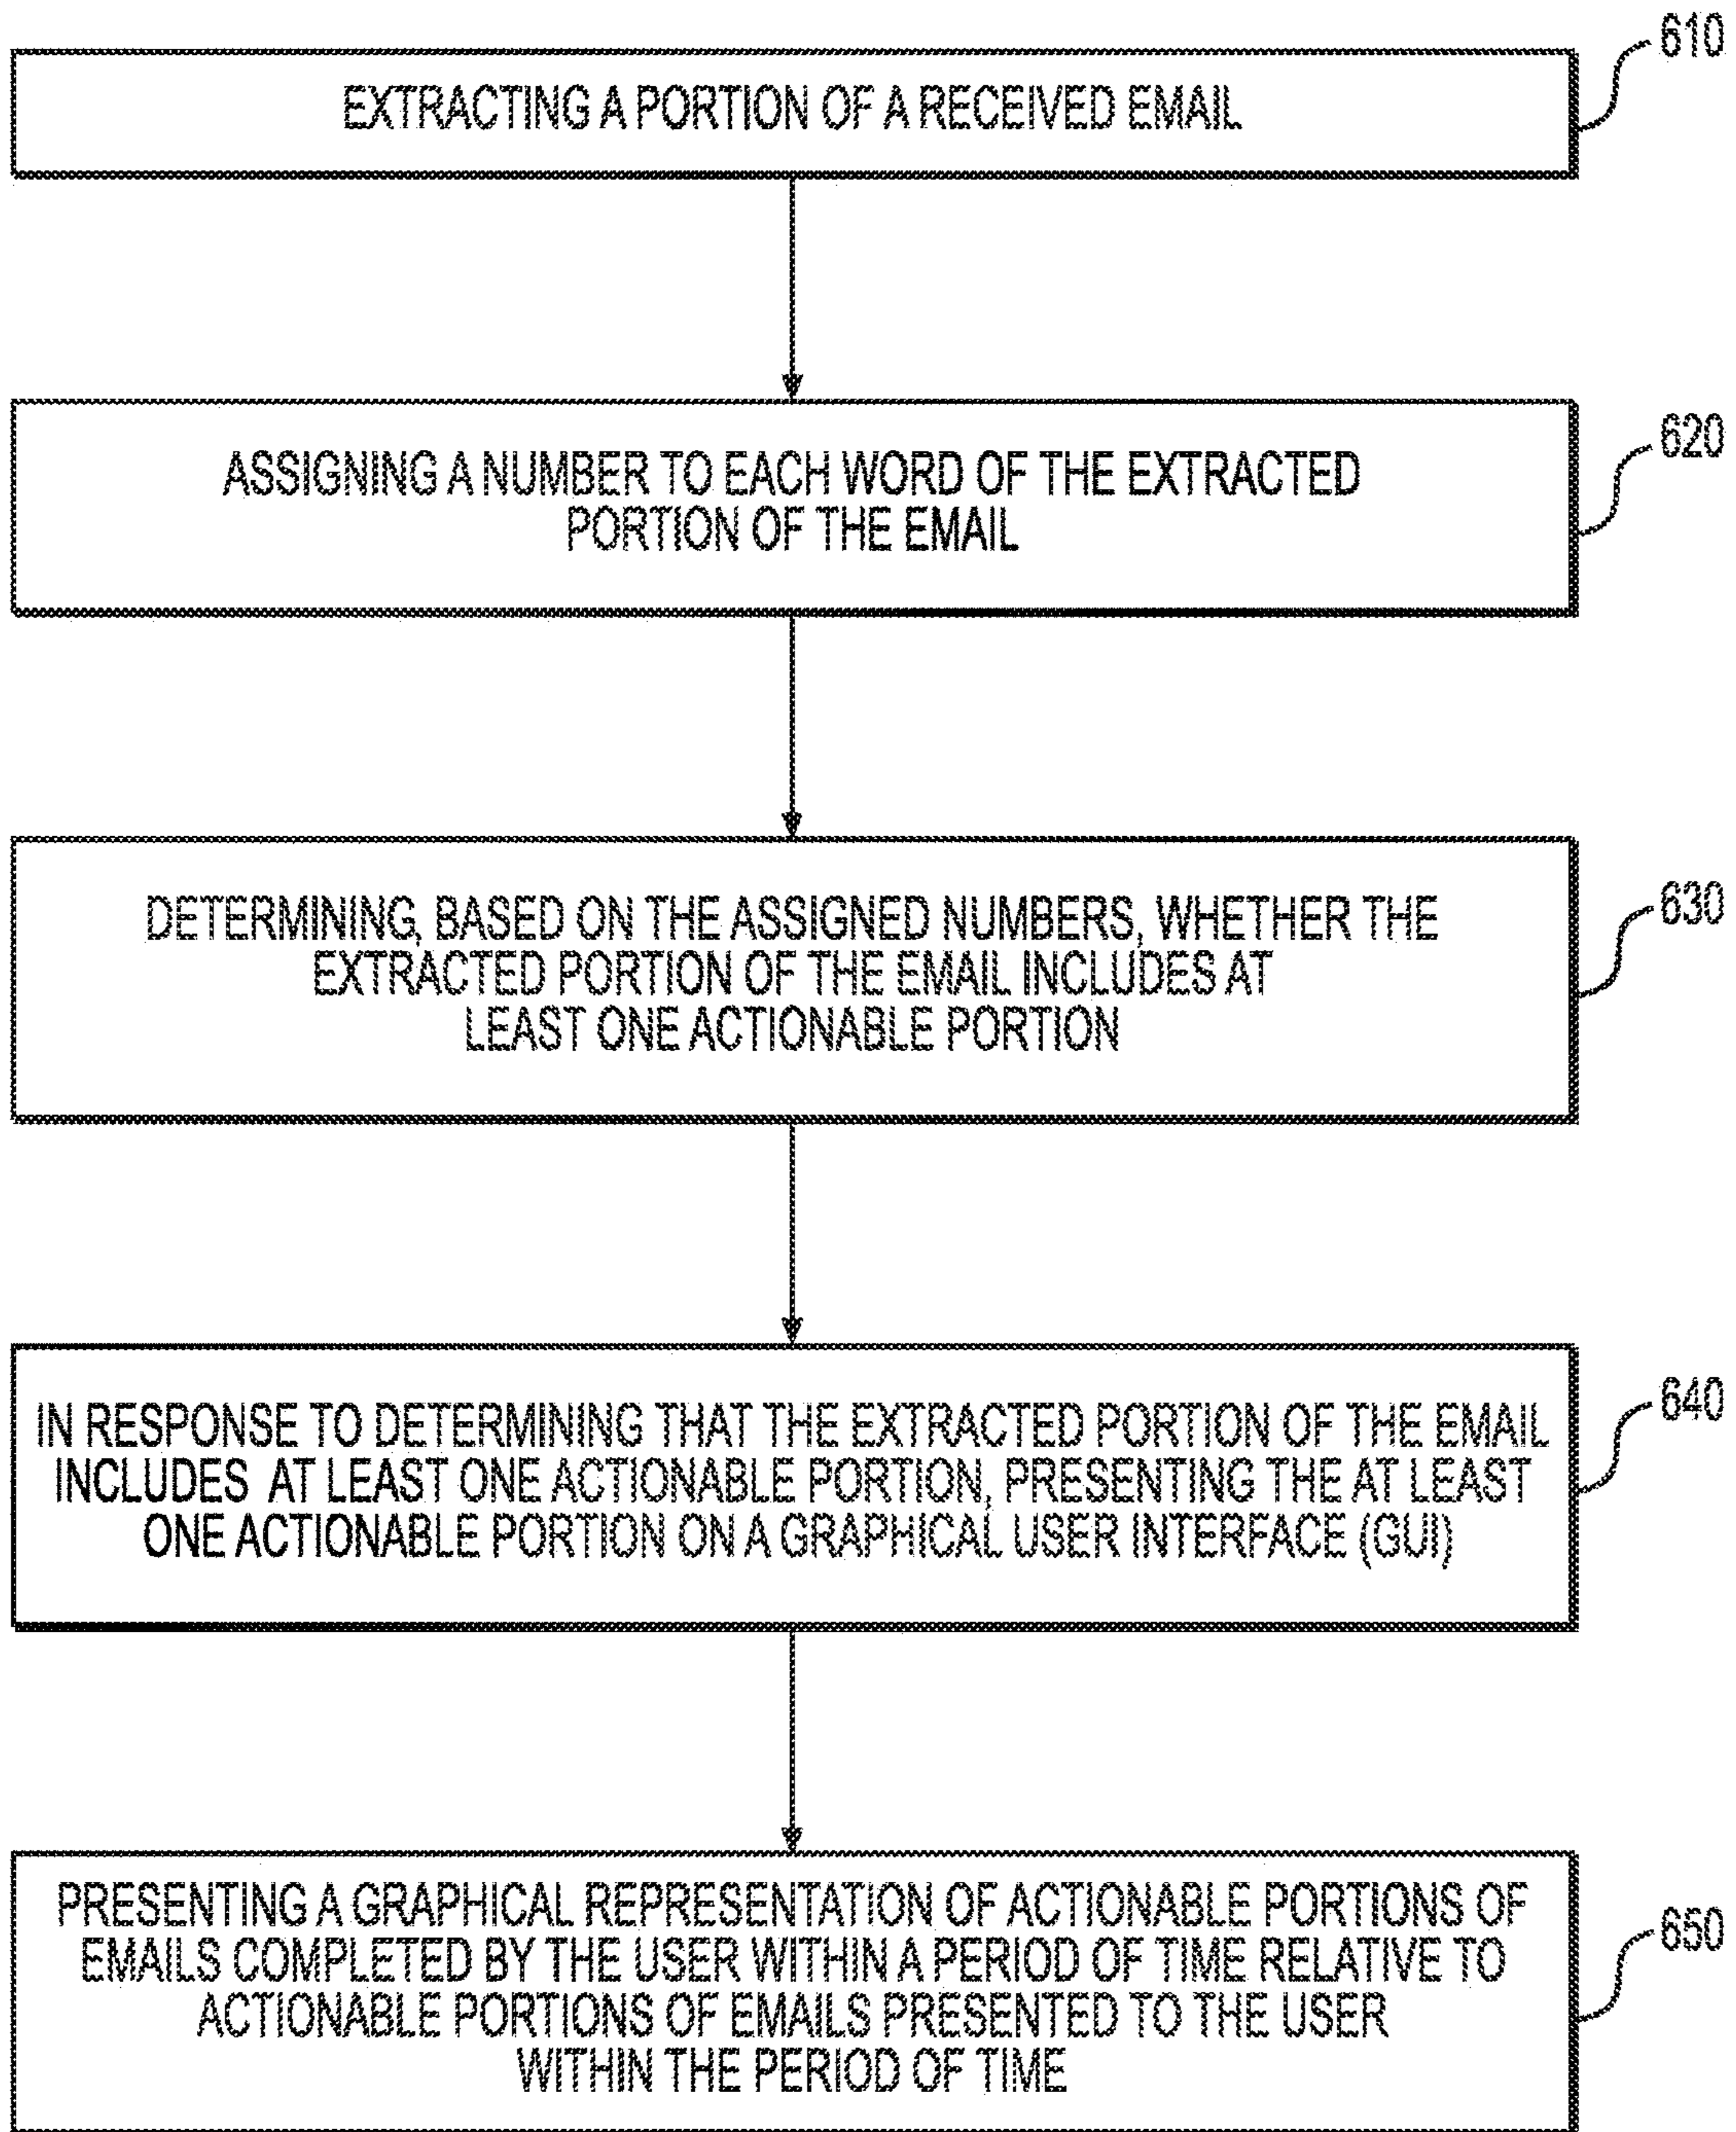 610
EXTRACTING A PORTION OF A RECEIVED EMAIL
620
ASSIGNING A NUMBER TO EACH WORD OF THE EXTRACTED
PORTION OF THE EMAIL
630
DETERMINING, BASED ON THE ASSIGNED NUMBERS, WHETHER THE
EXTRACTED PORTION OF THE EMAIL INCLUDES AT
LEAST ONE ACTIONABLE PORTION
640
IN RESPONSE TO DETERMINING THAT THE EXTRACTED PORTION OF THE EMAIL
INCLUDES AT LEAST ONE ACTIONABLE PORTION, PRESENTING THE AT LEAST
ONE ACTIONABLE PORTION ON A GRAPHICAL USER INTERFACE (GUI)
650
PRESENTING A GRAPHICAL REPRESENTATION OF ACTIONABLE PORTIONS OF
EMAILS COMPLETED BY THE USER WITHIN A PERIOD OF TIME RELATIVE TO
ACTIONABLE PORTIONS OF EMAILS PRESENTED TO THE USER
WITHIN THE PERIOD OF TIME